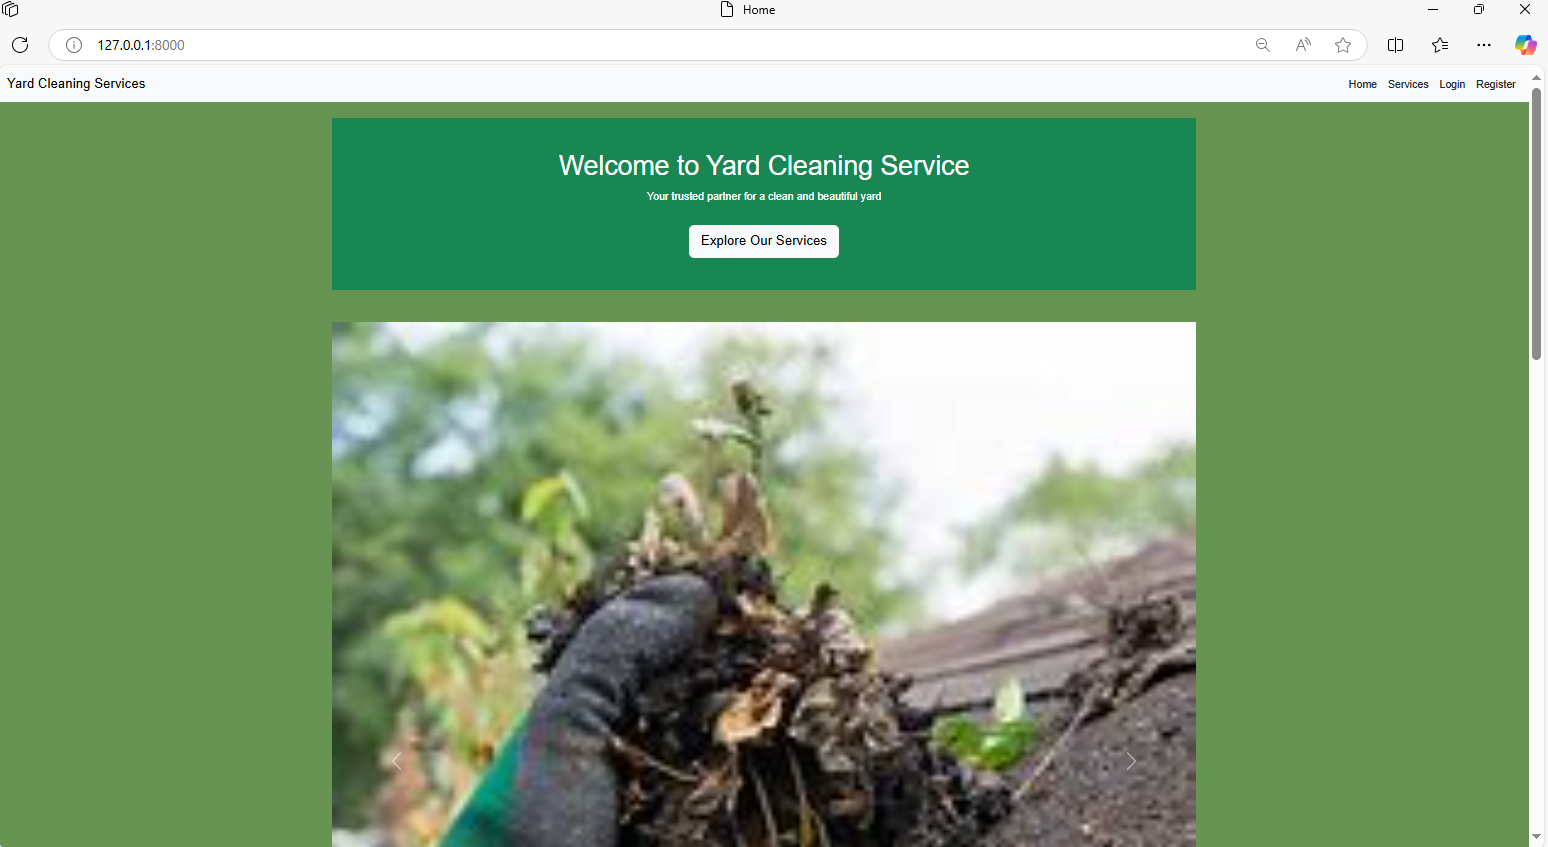 Home
127.0.0.1:8000
Yard Cleaning Services
Home Services Login Register
Welcome to Yard Cleaning Service
Your trusted partner for a clean and beautiful yard
Explore Our Services